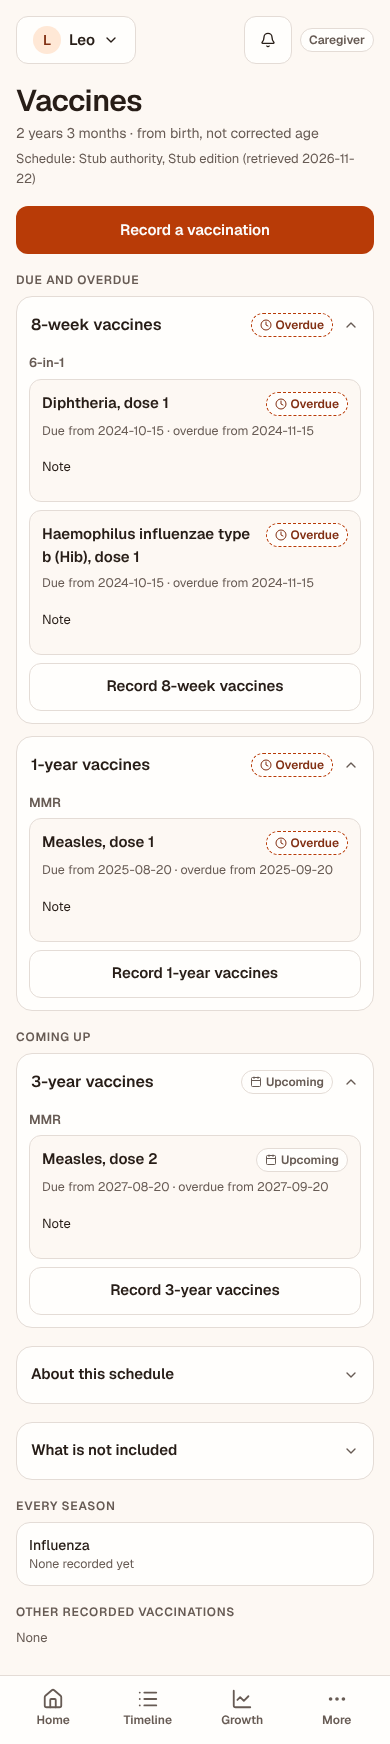 L Leo
Caregiver
Vaccines
2 years 3 months · from birth, not corrected age
Schedule: Stub authority, Stub edition (retrieved 2026-11-
22)
Record a vaccination
DUE AND OVERDUE
8-week vaccines Overdue
6-in-1
Diphtheria, dose 1 Overdue
Due from 2024-10-15 · overdue from 2024-11-15
Note
Haemophilus influenzae type Overdue
b (Hib), dose 1
Due from 2024-10-15 · overdue from 2024-11-15
Note
Record 8-week vaccines
1-year vaccines Overdue
MMR
Measles, dose 1 Overdue
Due from 2025-08-20 · overdue from 2025-09-20
Note
Record 1-year vaccines
COMING UP
3-year vaccines Upcoming
MMR
Measles, dose 2 Upcoming
Due from 2027-08-20 · overdue from 2027-09-20
Note
Record 3-year vaccines
About this schedule
What is not included
EVERY SEASON
Influenza
None recorded yet
OTHER RECORDED VACCINATIONS
None
Home Timeline Growth More